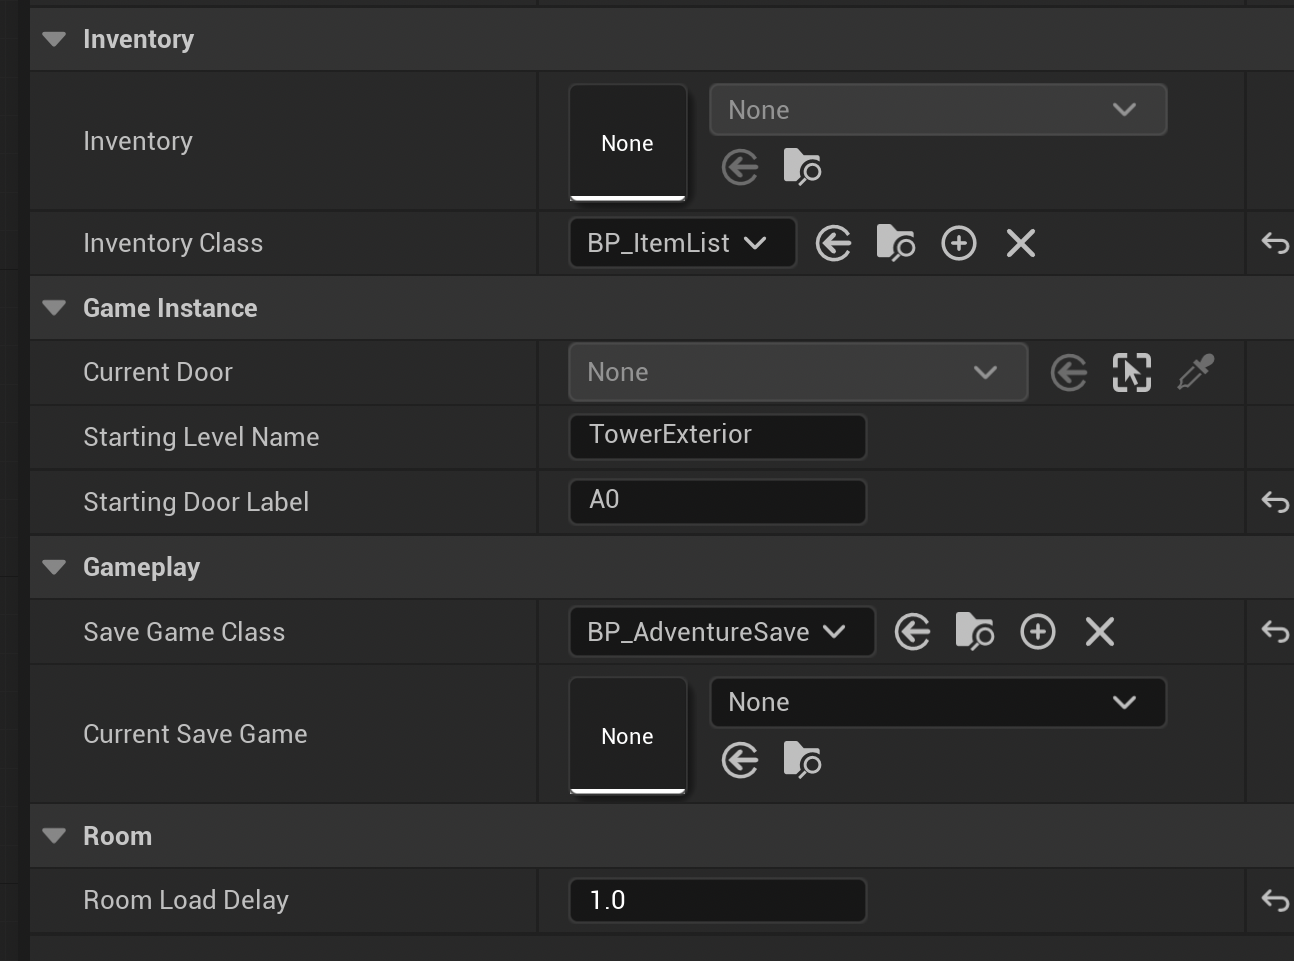 Inventory
Inventory
None
None
Inventory Class
BP_ItemList
Game Instance
Current Door
None
Starting Level Name
TowerExterior
Starting Door Label
A0
Gameplay
Save Game Class
BP_AdventureSave
Current Save Game
None
None
Room
Room Load Delay
1.0